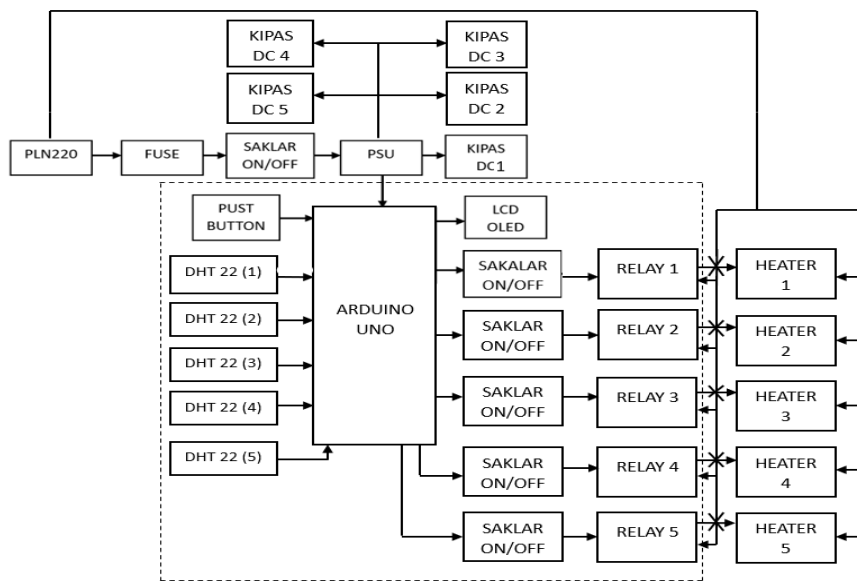 KIPAS
DC 4
KIPAS
DC 3
KIPAS
DC 5
KIPAS
DC 2
PLN220
FUSE
SAKLAR
ON/OFF
PSU
KIPAS
DC1
PUST
BUTTON
LCD
OLED
DHT 22 (1)
DHT 22 (2)
DHT 22 (3)
DHT 22 (4)
DHT 22 (5)
ARDUINO
UNO
SAKALAR
ON/OFF
RELAY 1
HEATER
1
SAKLAR
ON/OFF
RELAY 2
HEATER
2
SAKLAR
ON/OFF
RELAY 3
HEATER
3
SAKLAR
ON/OFF
RELAY 4
HEATER
4
SAKLAR
ON/OFF
RELAY 5
HEATER
5